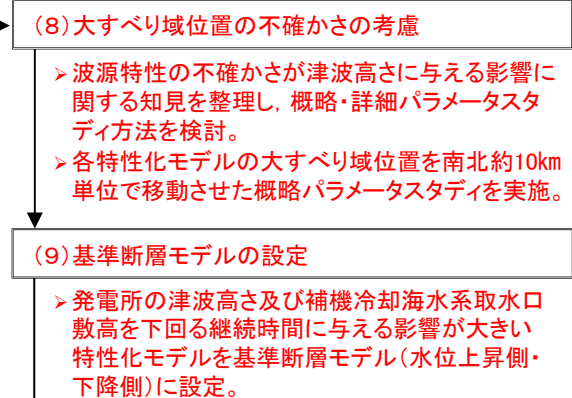 (8)大すべり域位置の不確かさの考慮
➢波源特性の不確かさが津波高さに与える影響に
関する知見を整理し，概略・詳細パラメータスタ
ディ方法を検討。
➢各特性化モデルの大すべり域位置を南北約10km
単位で移動させた概略パラメータスタディを実施。
(9)基準断層モデルの設定
➢発電所の津波高さ及び補機冷却海水系取水口
敷高を下回る継続時間に与える影響が大きい
特性化モデルを基準断層モデル(水位上昇側・
下降側)に設定。